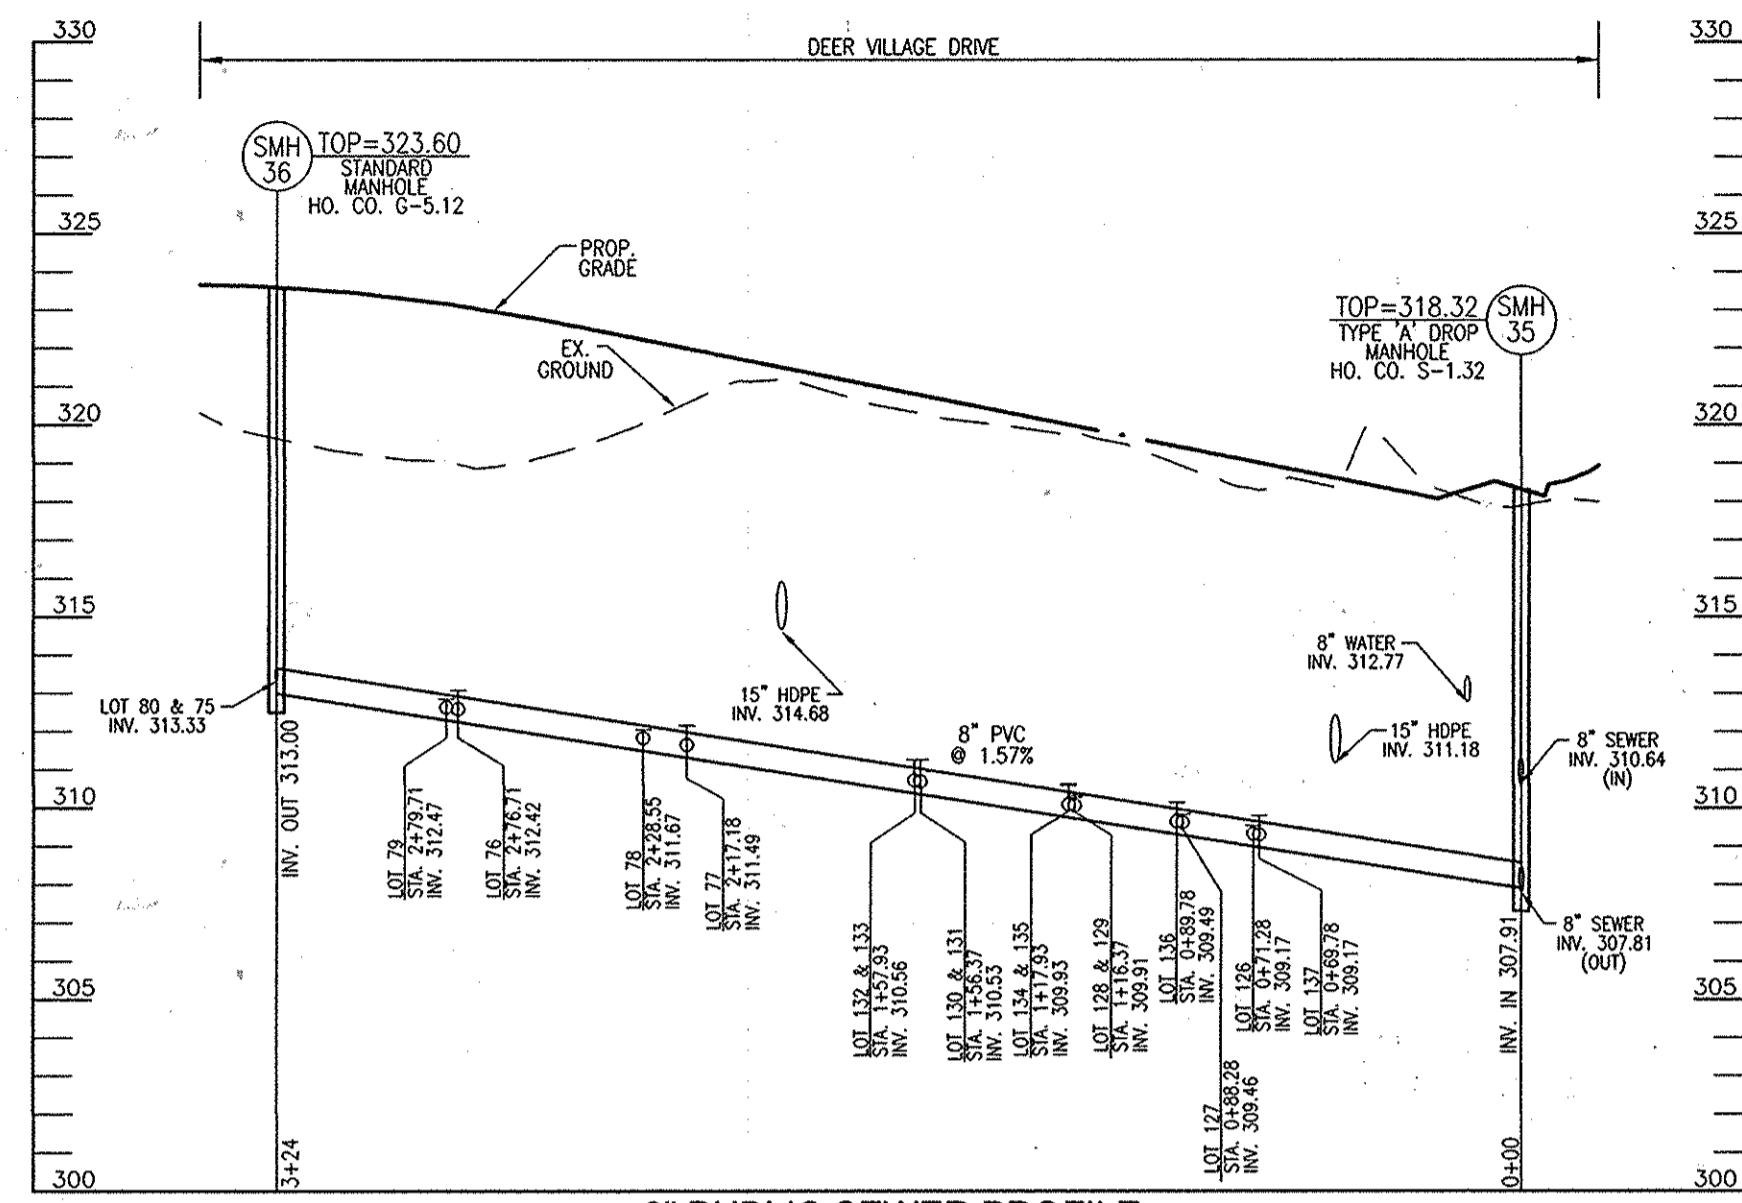 330
330
DEER VILLAGE DRIVE
SMH
36
TOP=323.60
STANDARD
MANHOLE
HO. CO. G-5.12
325
325
PROP.
GRADE
TOP=318.32
TYPE 'A' DROP
MANHOLE
HO. CO. S-1.32
SMH
35
EX.
GROUND
320
320
315
315
8" WATER
INV. 312.77
LOT 80 & 75
INV. 313.33
15" HDPE
INV. 314.68
8" PVC
@ 1.57%
15" HDPE
INV. 311.18
8" SEWER
INV. 310.64
(IN)
INV. OUT 313.00
310
310
LOT 79
STA. 2+79.71
INV. 312.47
LOT 76
STA. 2+76.71
INV. 312.42
LOT 78
STA. 2+28.55
INV. 311.67
LOT 77
STA. 2+17.18
INV. 311.49
LOT 132 & 133
STA. 1+57.93
INV. 310.56
LOT 130 & 131
STA. 1+56.37
INV. 310.53
LOT 134 & 135
STA. 1+17.93
INV. 309.93
LOT 128 & 129
STA. 1+16.37
INV. 309.91
LOT 136
STA. 0+89.78
INV. 309.49
LOT 127
STA. 0+88.28
INV. 309.46
LOT 126
STA. 0+71.28
INV. 309.17
LOT 137
STA. 0+69.78
INV. 309.17
INV. IN 307.91
8" SEWER
INV. 307.81
(OUT)
305
305
3+24
0+00
300
300